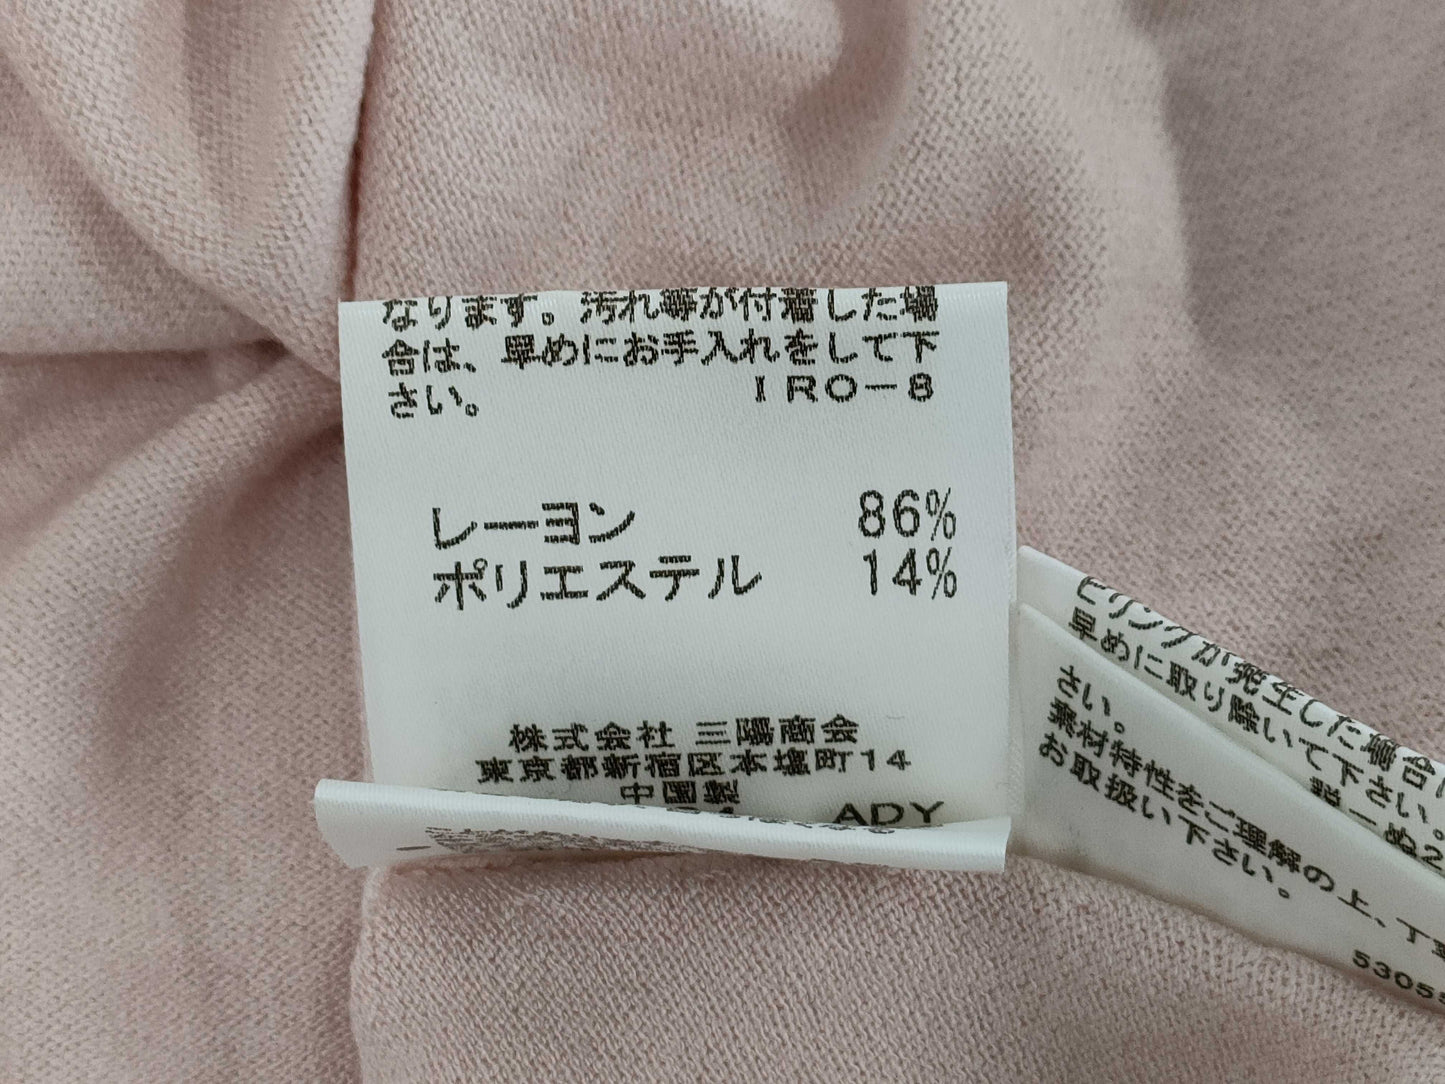 なります。汚れ等が付着した場
合は、早めにお手入れをして下
さい。
IRO-8
レーヨン 86%
ポリエステル 14%
株式会社 三陽商会
東京都新宿区本塩町14
中国製
ADY
ピリングが発生した場合
早めに取り除いて下さい。
さい。
素材特性をご理解の上、丁
お取扱い下さい。
5305